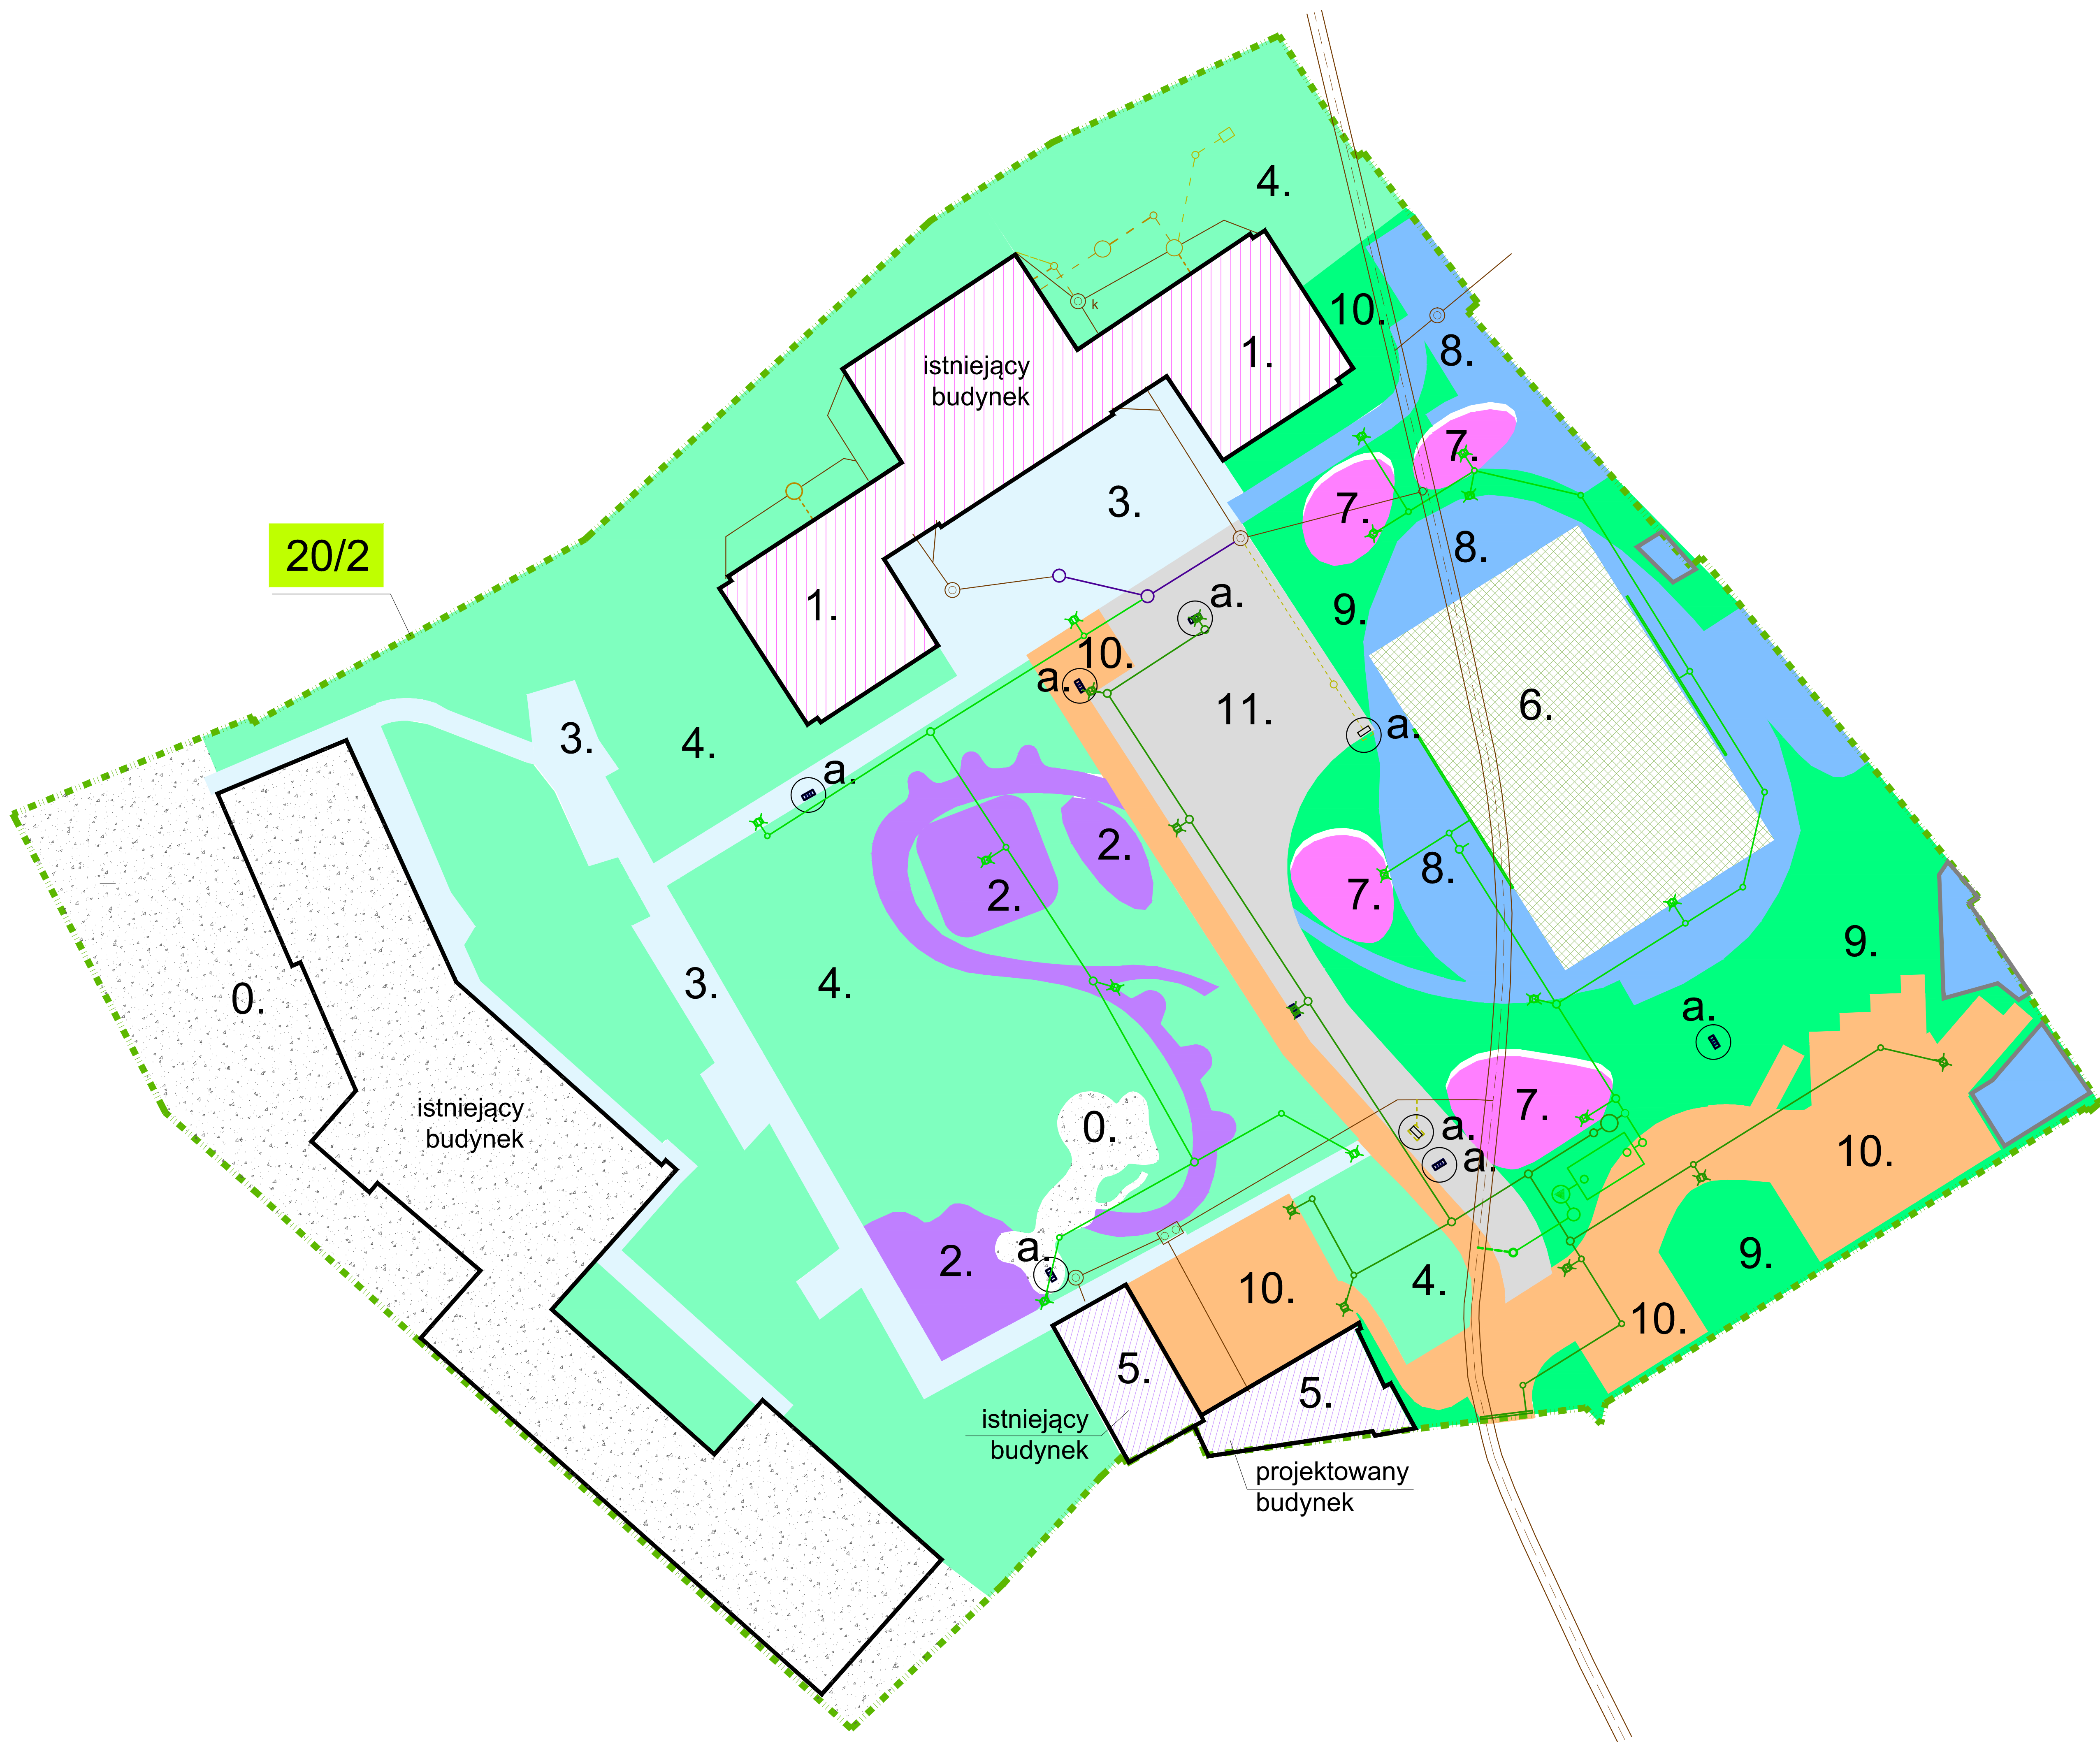 4.
10.
8.
1.
istniejący
budynek
7.
k
3.
7.
8.
20/2
1.
a.
9.
10.
a.
6.
11.
a.
3.
4.
a.
2.
7.
8.
2.
9.
3.
4.
0.
a.
istniejący
budynek
0.
7.
a.
10.
a.
a.
2.
10.
4.
9.
10.
5.
5.
istniejący
budynek
projektowany
budynek